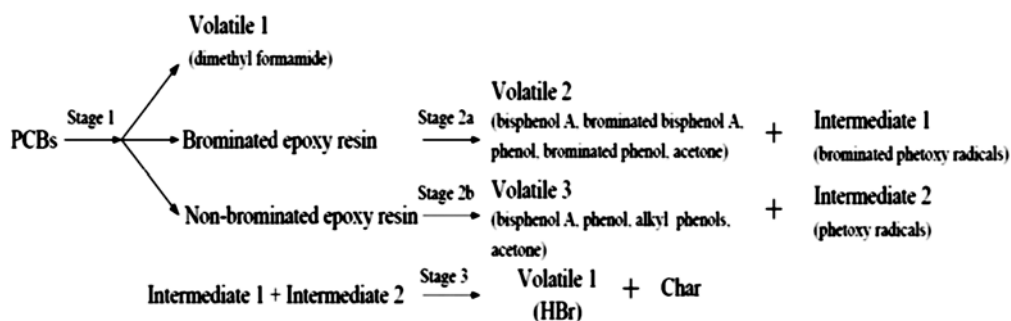 Volatile 1
(dimethyl formamide)
PCBs
Stage 1
Brominated epoxy resin
Stage 2a
Volatile 2
(bisphenol A, brominated bisphenol A,
phenol, brominated phenol, acetone)
+
Intermediate 1
(brominated phetoxy radicals)
Non-brominated epoxy resin
Stage 2b
Volatile 3
(bisphenol A, phenol, alkyl phenols,
acetone)
+
Intermediate 2
(phetoxy radicals)
Intermediate 1 + Intermediate 2
Stage 3
Volatile 1
(HBr)
+
Char